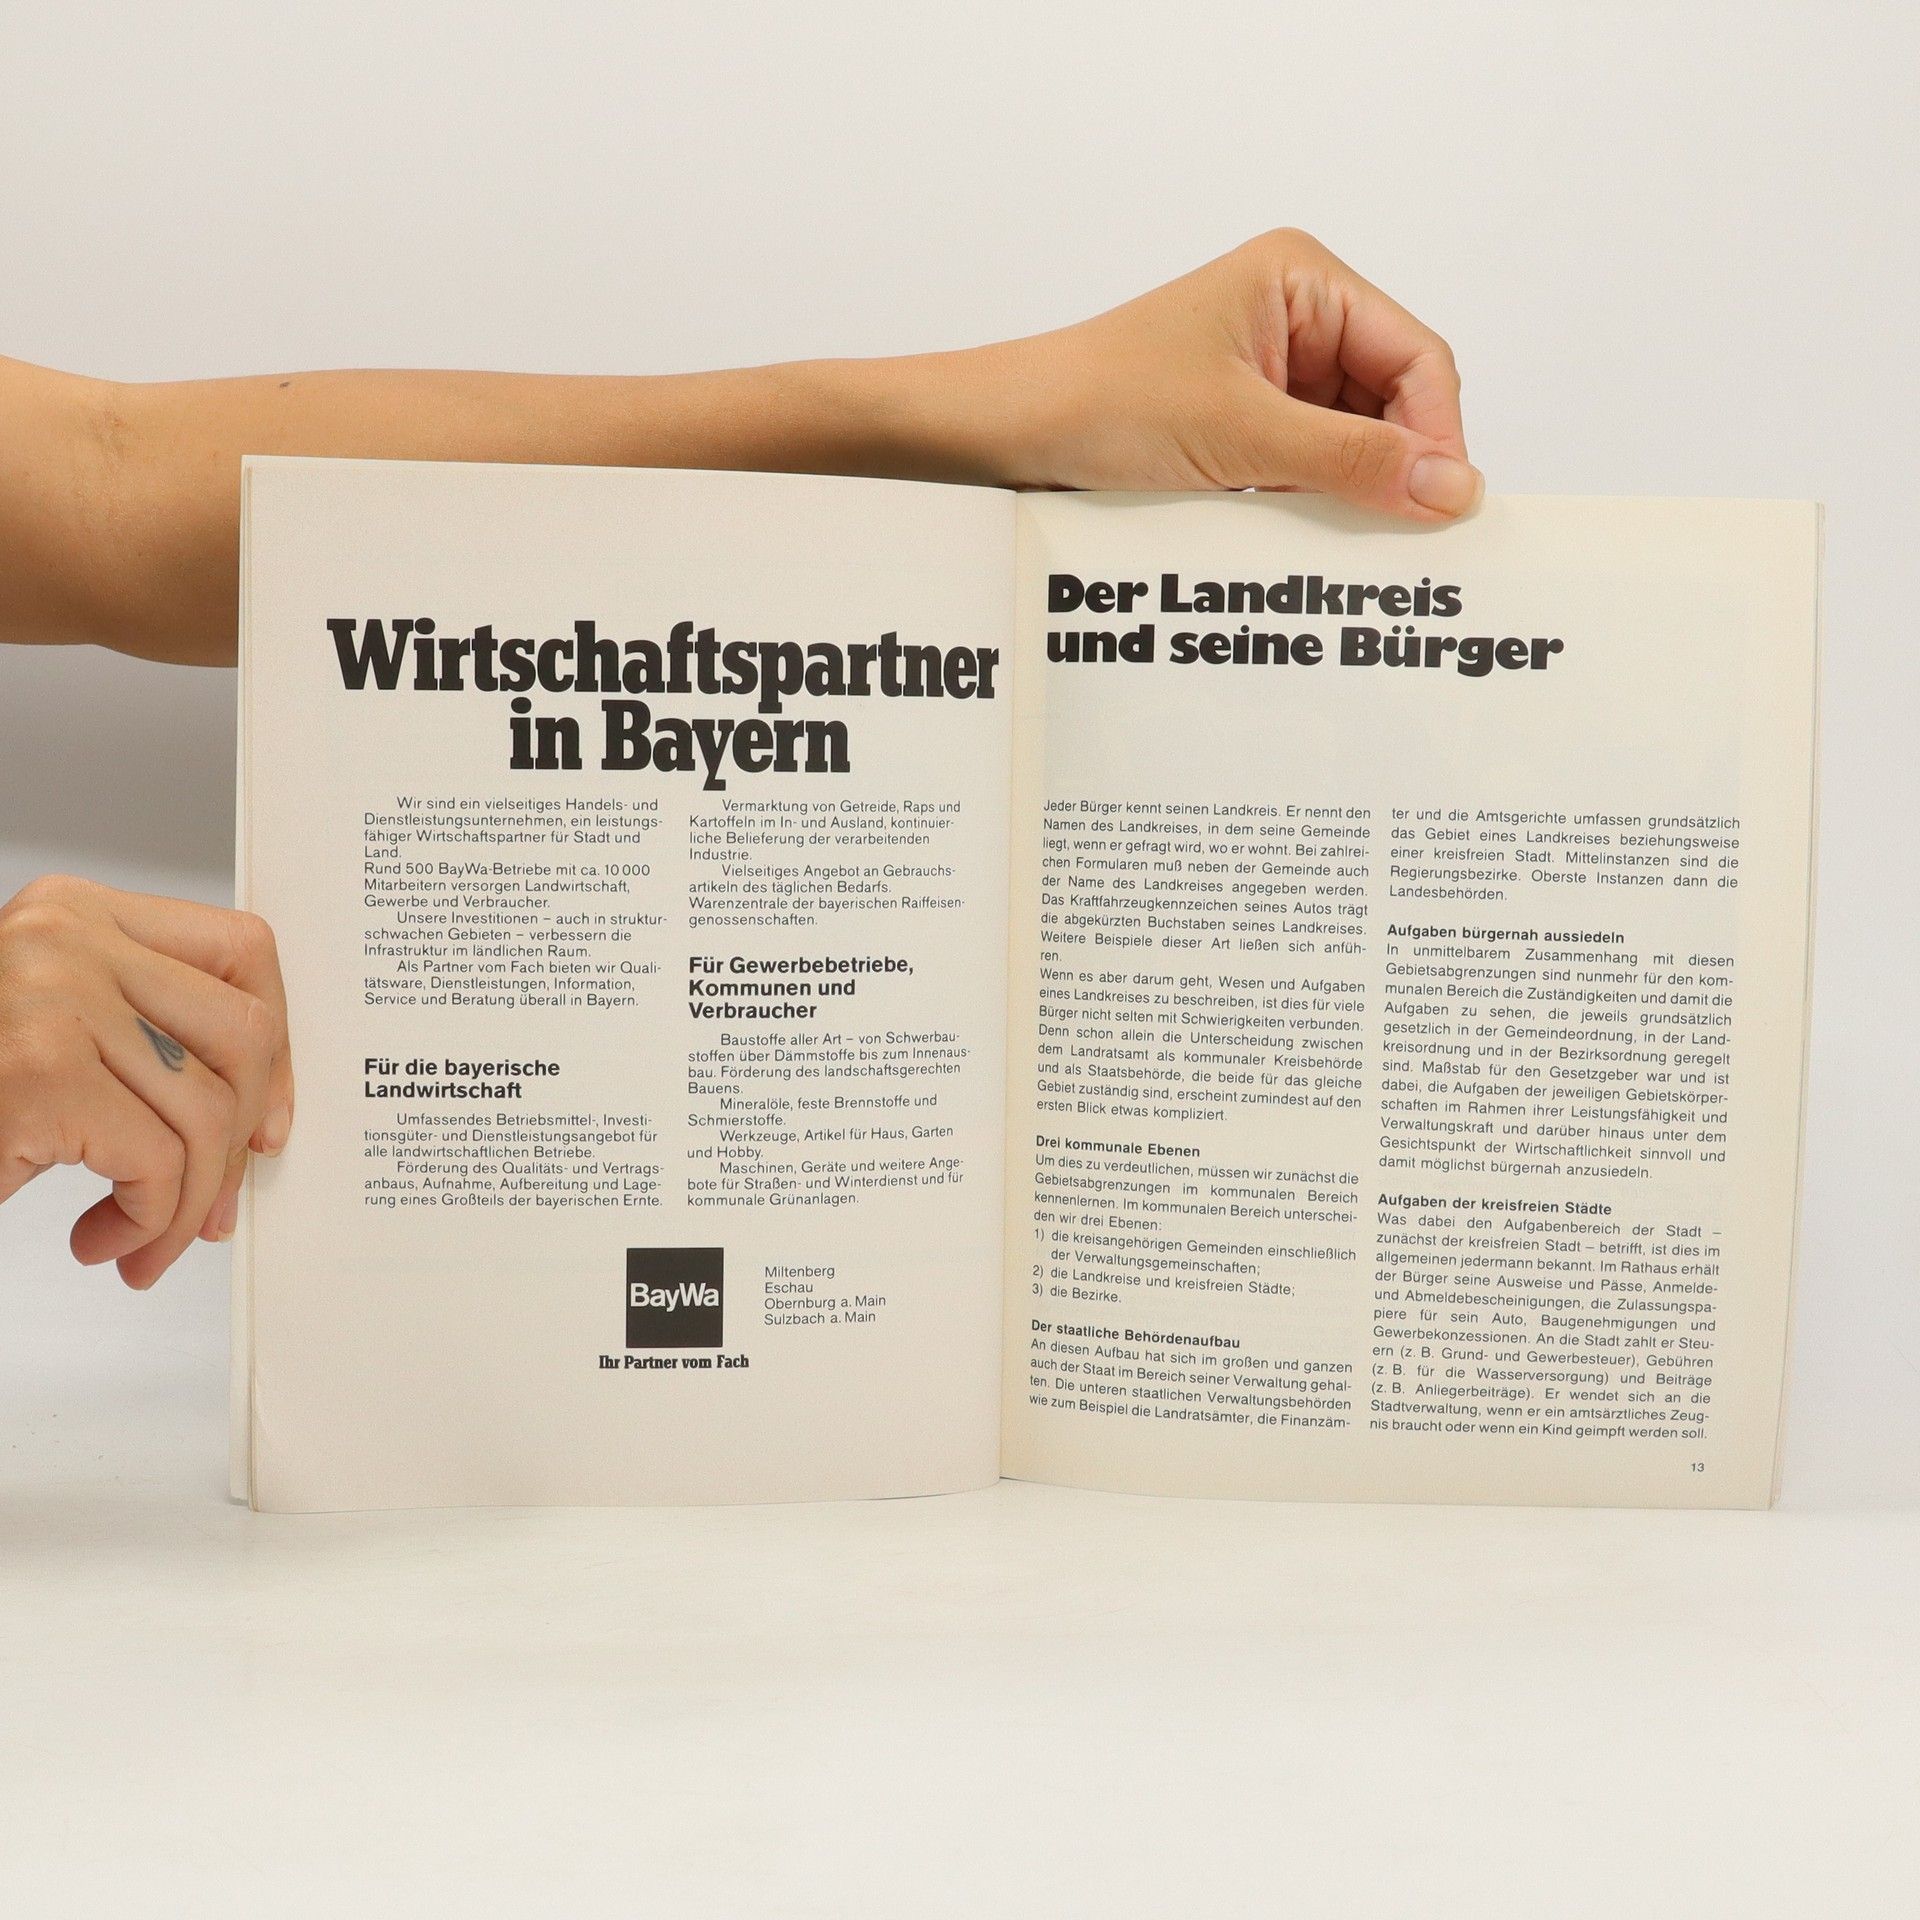 Wirtschaftspartner
in Bayern
Wir sind ein vielseitiges Handels- und
Dienstleistungsunternehmen, ein leistungs-
fähiger Wirtschaftspartner für Stadt und
Land.
Rund 500 BayWa-Betriebe mit ca. 10 000
Mitarbeitern versorgen Landwirtschaft,
Gewerbe und Verbraucher.
Unsere Investitionen – auch in struktur-
schwachen Gebieten – verbessern die
Infrastruktur im ländlichen Raum.
Als Partner vom Fach bieten wir Quali-
tätsware, Dienstleistungen, Information,
Service und Beratung überall in Bayern.
Für die bayerische
Landwirtschaft
Umfassendes Betriebsmittel-, Investi-
tionsgüter- und Dienstleistungsangebot für
alle landwirtschaftlichen Betriebe.
Förderung des Qualitäts- und Vertrags-
anbaus, Aufnahme, Aufbereitung und Lage-
rung eines Großteils der bayerischen Ernte.
Vermarktung von Getreide, Raps und
Kartoffeln im In- und Ausland, kontinuier-
liche Belieferung der verarbeitenden
Industrie.
Vielseitiges Angebot an Gebrauchs-
artikeln des täglichen Bedarfs.
Warenzentrale der bayerischen Raiffeisen-
genossenschaften.
Für Gewerbebetriebe,
Kommunen und
Verbraucher
Baustoffe aller Art – von Schwerbau-
stoffen über Dämmstoffe bis zum Innenaus-
bau. Förderung des landschaftsgerechten
Bauens.
Mineralöle, feste Brennstoffe und
Schmierstoffe.
Werkzeuge, Artikel für Haus, Garten
und Hobby.
Maschinen, Geräte und weitere Ange-
bote für Straßen- und Winterdienst und für
kommunale Grünanlagen.
BayWa
Ihr Partner vom Fach
Miltenberg
Eschau
Obernburg a. Main
Sulzbach a. Main
Der Landkreis
und seine Bürger
Jeder Bürger kennt seinen Landkreis. Er nennt den
Namen des Landkreises, in dem seine Gemeinde
liegt, wenn er gefragt wird, wo er wohnt. Bei zahlrei-
chen Formularen muß neben der Gemeinde auch
der Name des Landkreises angegeben werden.
Das Kraftfahrzeugkennzeichen seines Autos trägt
die abgekürzten Buchstaben seines Landkreises.
Weitere Beispiele dieser Art ließen sich anfüh-
ren.
Wenn es aber darum geht, Wesen und Aufgaben
eines Landkreises zu beschreiben, ist dies für viele
Bürger nicht selten mit Schwierigkeiten verbunden.
Denn schon allein die Unterscheidung zwischen
dem Landratsamt als kommunaler Kreisbehörde
und als Staatsbehörde, die beide für das gleiche
Gebiet zuständig sind, erscheint zumindest auf den
ersten Blick etwas kompliziert.
Drei kommunale Ebenen
Um dies zu verdeutlichen, müssen wir zunächst die
Gebietsabgrenzungen im kommunalen Bereich
kennenlernen. Im kommunalen Bereich unterschei-
den wir drei Ebenen:
1) die kreisangehörigen Gemeinden einschließlich
der Verwaltungsgemeinschaften;
2) die Landkreise und kreisfreien Städte;
3) die Bezirke.
Der staatliche Behördenaufbau
An diesen Aufbau hat sich im großen und ganzen
auch der Staat im Bereich seiner Verwaltung gehal-
ten. Die unteren staatlichen Verwaltungsbehörden
wie zum Beispiel die Landratsämter, die Finanzäm-
ter und die Amtsgerichte umfassen grundsätzlich
das Gebiet eines Landkreises beziehungsweise
einer kreisfreien Stadt. Mittelinstanzen sind die
Regierungsbezirke. Oberste Instanzen dann die
Landesbehörden.
Aufgaben bürgernah aussiedeln
In unmittelbarem Zusammenhang mit diesen
Gebietsabgrenzungen sind nunmehr für den kom-
munalen Bereich die Zuständigkeiten und damit die
Aufgaben zu sehen, die jeweils grundsätzlich
gesetzlich in der Gemeindeordnung, in der Land-
kreisordnung und in der Bezirksordnung geregelt
sind. Maßstab für den Gesetzgeber war und ist
dabei, die Aufgaben der jeweiligen Gebietskörper-
schaften im Rahmen ihrer Leistungsfähigkeit und
Verwaltungskraft und darüber hinaus unter dem
Gesichtspunkt der Wirtschaftlichkeit sinnvoll und
damit möglichst bürgernah anzusiedeln.
Aufgaben der kreisfreien Städte
Was dabei den Aufgabenbereich der Stadt –
zunächst der kreisfreien Stadt – betrifft, ist dies im
allgemeinen jedermann bekannt. Im Rathaus erhält
der Bürger seine Ausweise und Pässe, Anmelde-
und Abmeldebescheinigungen, die Zulassungspa-
piere für sein Auto, Baugenehmigungen und
Gewerbekonzessionen. An die Stadt zahlt er Steu-
ern (z. B. Grund- und Gewerbesteuer), Gebühren
(z. B. für die Wasserversorgung) und Beiträge
(z. B. Anliegerbeiträge). Er wendet sich an die
Stadtverwaltung, wenn er ein amtsärztliches Zeug-
nis braucht oder wenn ein Kind geimpft werden soll.
13